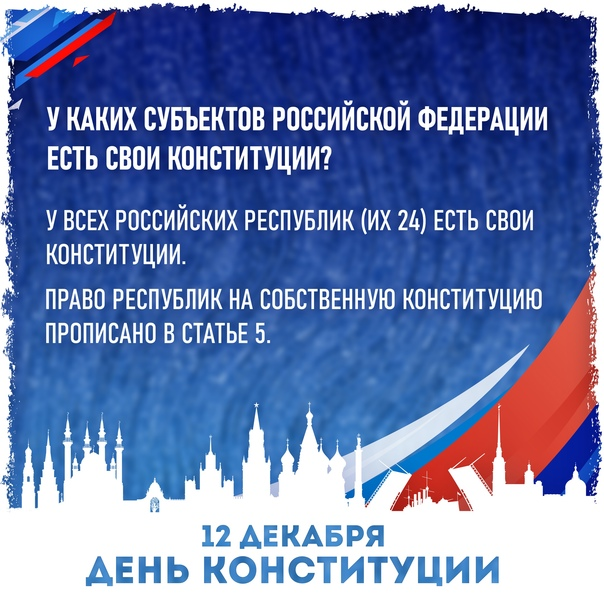 У КАКИХ СУБЪЕКТОВ РОССИЙСКОЙ ФЕДЕРАЦИИ
ЕСТЬ СВОИ КОНСТИТУЦИИ?
У ВСЕХ РОССИЙСКИХ РЕСПУБЛИК (ИХ 24) ЕСТЬ СВОИ
КОНСТИТУЦИИ.
ПРАВО РЕСПУБЛИК НА СОБСТВЕННУЮ КОНСТИТУЦИЮ
ПРОПИСАНО В СТАТЬЕ 5.
12 ДЕКАБРЯ
ДЕНЬ КОНСТИТУЦИИ